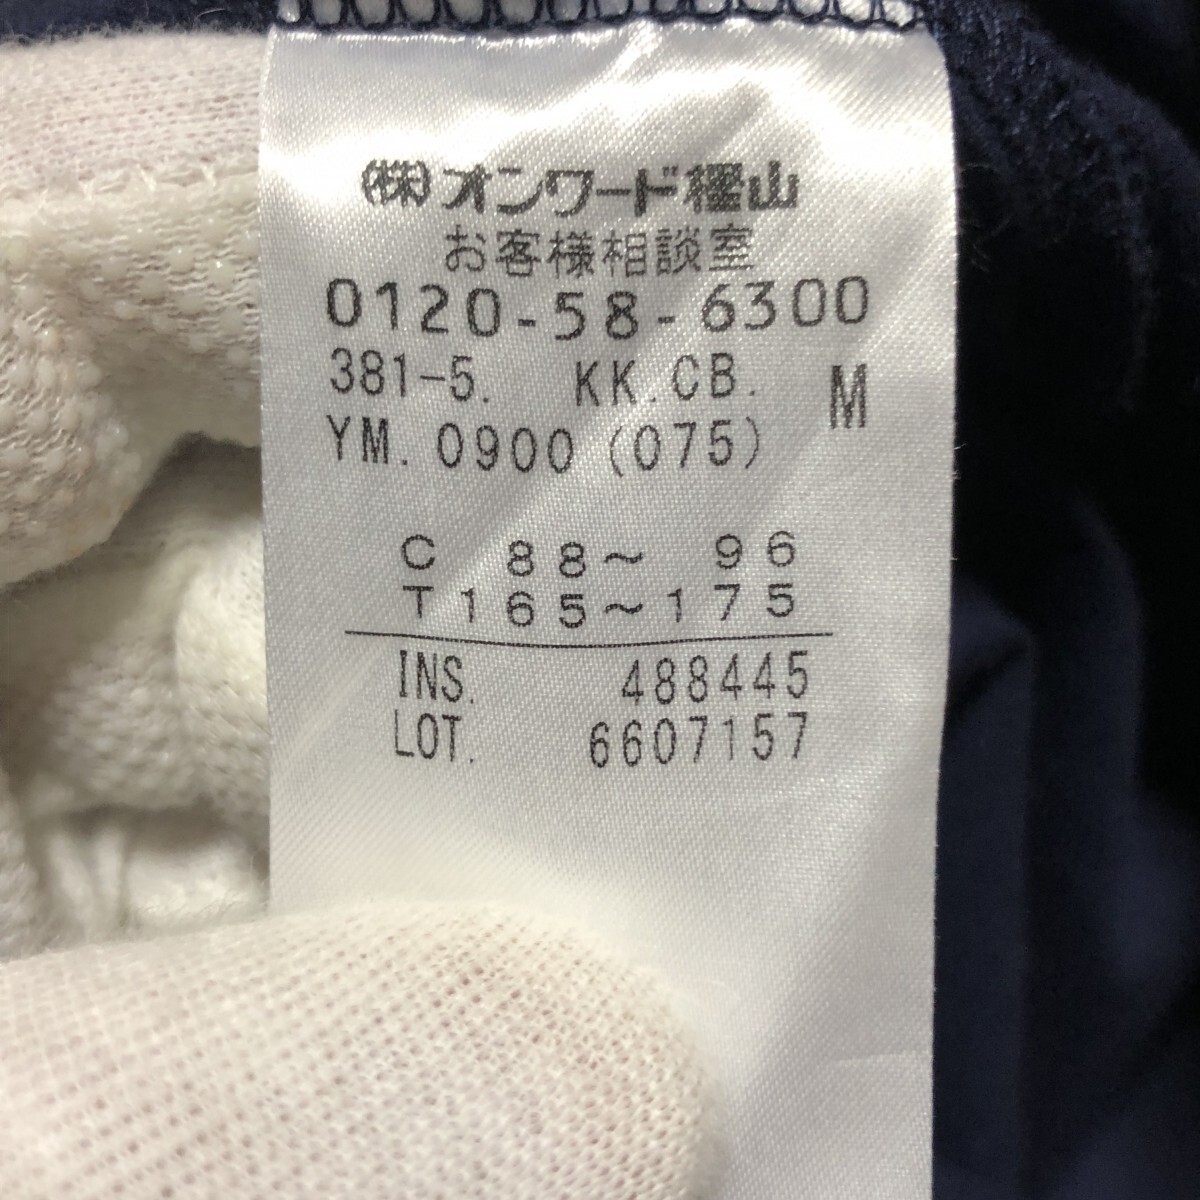 ㈱オンワード樫山
お客様相談室
0120-58-6300
381-5. KK.CB. M
YM. 0900 (075)
C 88～ 96
T165～175
INS. 488445
LOT. 6607157